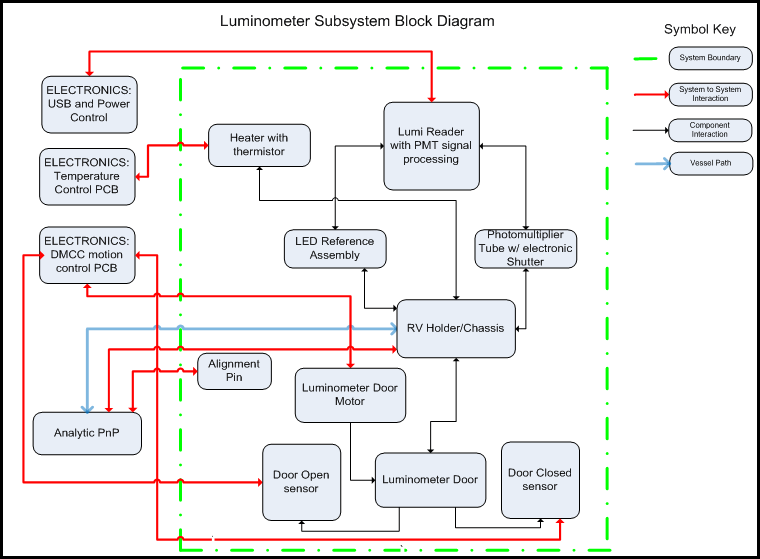 Luminometer Subsystem Block Diagram
Symbol Key
System Boundary
System to System
Interaction
Component
Interaction
Vessel Path
ELECTRONICS:
USB and Power
Control
Heater with
thermistor
Lumi Reader
with PMT signal
processing
ELECTRONICS:
Temperature
Control PCB
ELECTRONICS:
DMCC motion
control PCB
LED Reference
Assembly
Photomultiplier
Tube w/ electronic
Shutter
RV Holder/Chassis
Alignment
Pin
Luminometer Door
Motor
Analytic PnP
Door Open
sensor
Luminometer Door
Door Closed
sensor